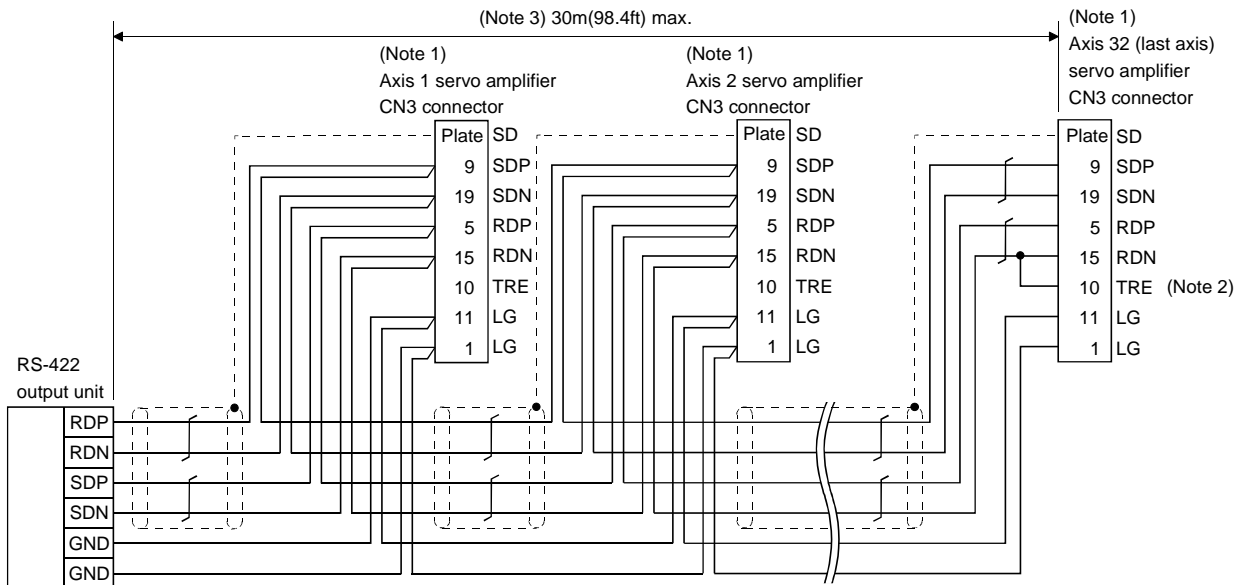 (Note 3) 30m(98.4ft) max.
(Note 1)
Axis 1 servo amplifier
CN3 connector
Plate SD
9 SDP
19 SDN
5 RDP
15 RDN
10 TRE
11 LG
1 LG
(Note 1)
Axis 2 servo amplifier
CN3 connector
Plate SD
9 SDP
19 SDN
5 RDP
15 RDN
10 TRE
11 LG
1 LG
(Note 1)
Axis 32 (last axis)
servo amplifier
CN3 connector
Plate SD
9 SDP
19 SDN
5 RDP
15 RDN
10 TRE (Note 2)
11 LG
1 LG
RS-422
output unit
RDP
RDN
SDP
SDN
GND
GND